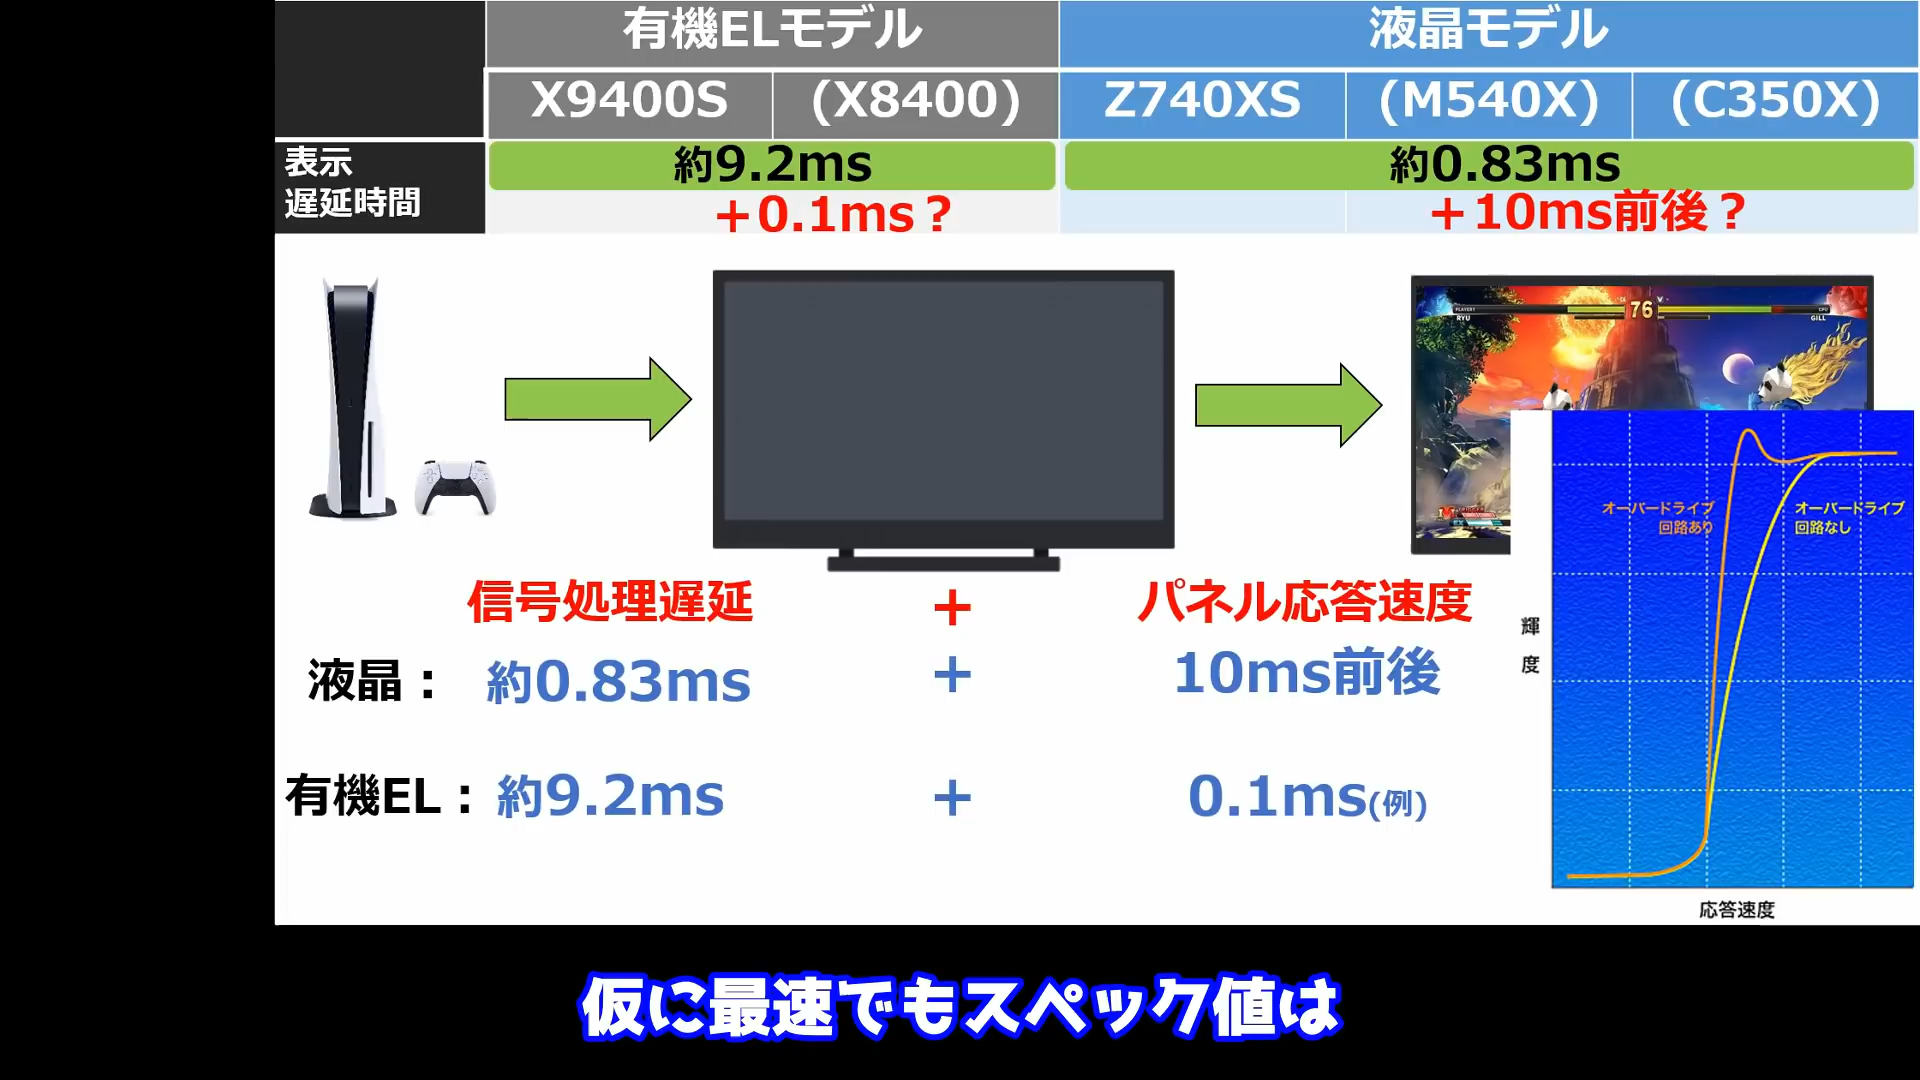 有機ELモデル
液晶モデル
X9400S
(X8400)
Z740XS
(M540X)
(C350X)
表示
遅延時間
約9.2ms
約0.83ms
+0.1ms？
+10ms前後？
PLAYER1
RYU
76
V
CPU
GILL
信号処理遅延
+
パネル応答速度
液晶：
約0.83ms
+
10ms前後
有機EL：
約9.2ms
+
0.1ms(例)
オーバードライブ
回路あり
オーバードライブ
回路なし
輝
度
応答速度
仮に最速でもスペック値は